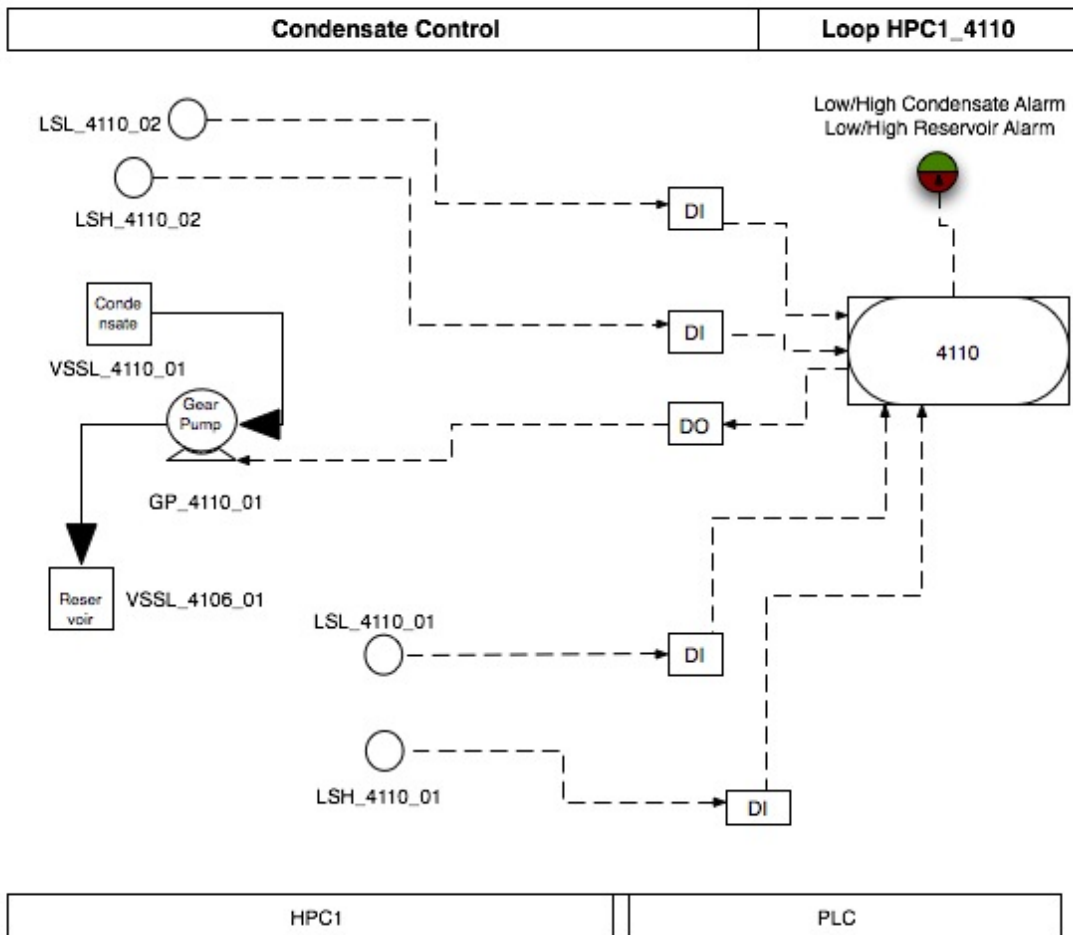 Condensate Control
Loop HPC1_4110
LSL_4110_02
LSH_4110_02
Low/High Condensate Alarm
Low/High Reservoir Alarm
DI
DI
DO
4110
Conde
nsate
VSSL_4110_01
Gear
Pump
GP_4110_01
Reser
voir
VSSL_4106_01
LSL_4110_01
DI
LSH_4110_01
DI
HPC1
PLC